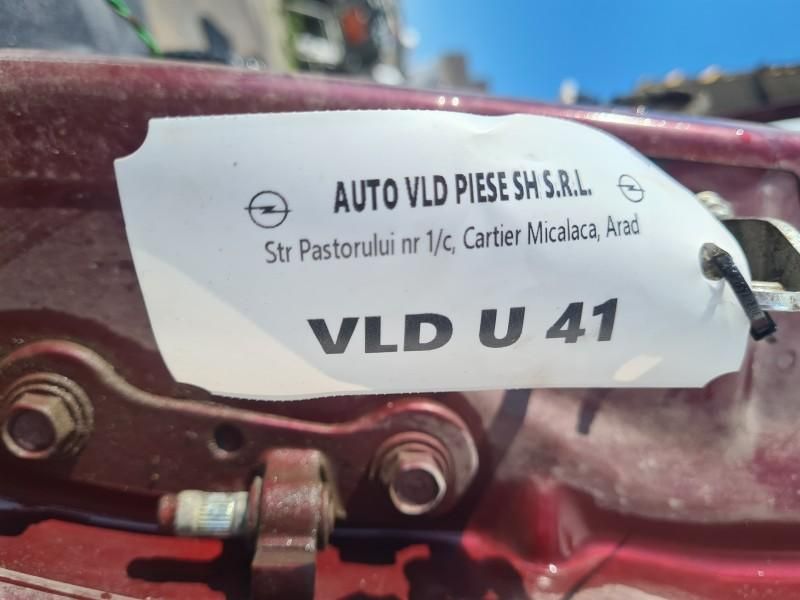 AUTO VLD PIESE SH S.R.L.
Str Pastorului nr 1/c, Cartier Micalaca, Arad
VLD U 41